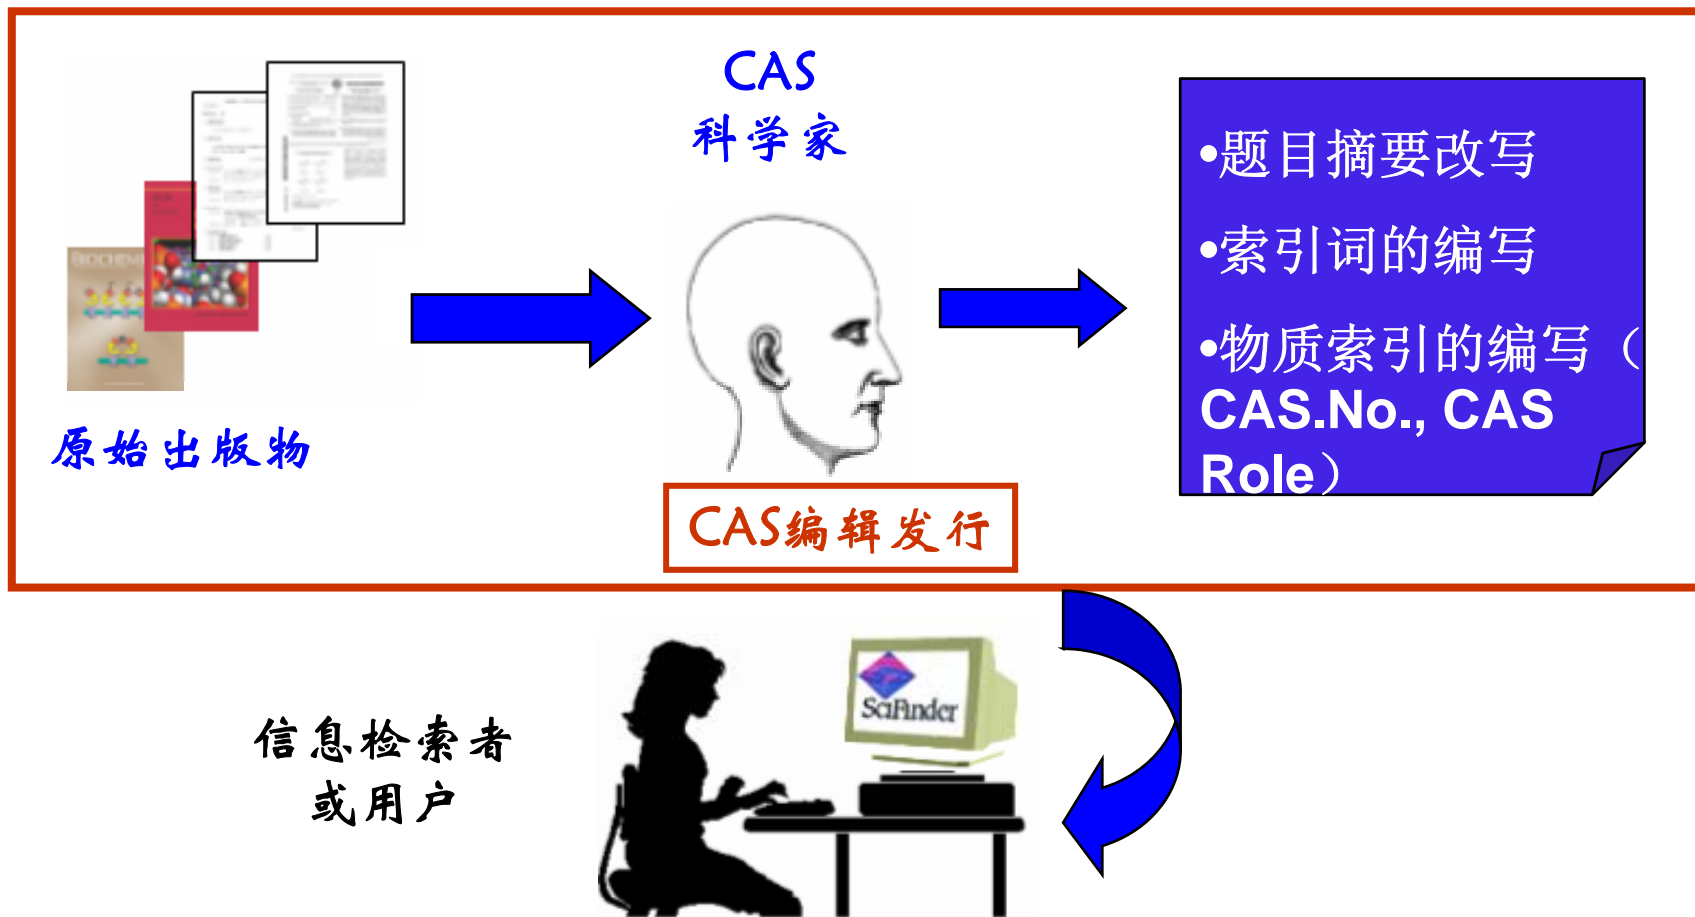 CAS
科学家
•题目摘要改写
•索引词的编写
•物质索引的编写（
CAS.No., CAS
Role）
原始出版物
CAS编辑发行
SciFinder
信息检索者
或用户